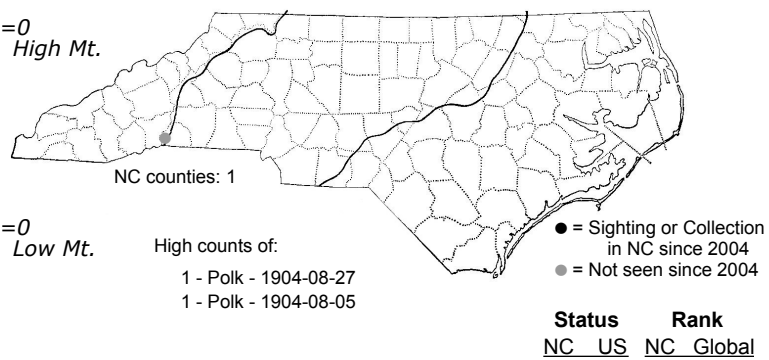 =0
High Mt.
NC counties: 1
=0
Low Mt.
High counts of:
1 - Polk - 1904-08-27
1 - Polk - 1904-08-05
● = Sighting or Collection
in NC since 2004
● = Not seen since 2004
Status Rank
NC US NC Global